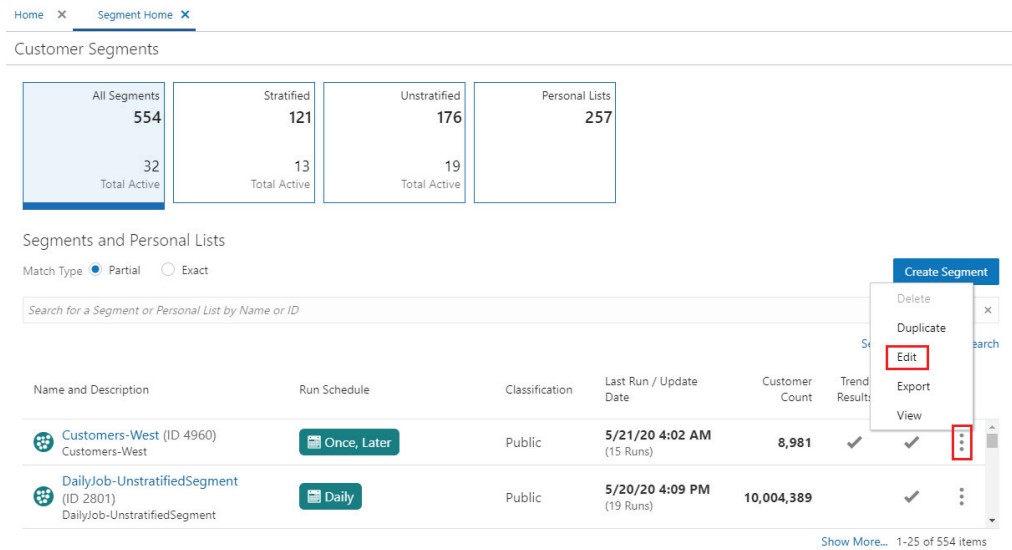 Home
Segment Home
Customer Segments
All Segments
554
32
Total Active
Stratified
121
13
Total Active
Unstratified
176
19
Total Active
Personal Lists
257
Segments and Personal Lists
Match Type Partial Exact
Create Segment
Search for a Segment or Personal List by Name or ID
Delete
Duplicate
Edit
Export
View
Name and Description
Run Schedule
Classification
Last Run / Update
Date
Customer
Count
Trend
Results
Customers-West (ID 4960)
Customers-West
Once, Later
Public
5/21/20 4:02 AM
(15 Runs)
8,981
DailyJob-UnstratifiedSegment
(ID 2801)
DailyJob-UnstratifiedSegment
Daily
Public
5/20/20 4:09 PM
(19 Runs)
10,004,389
Show More... 1-25 of 554 items